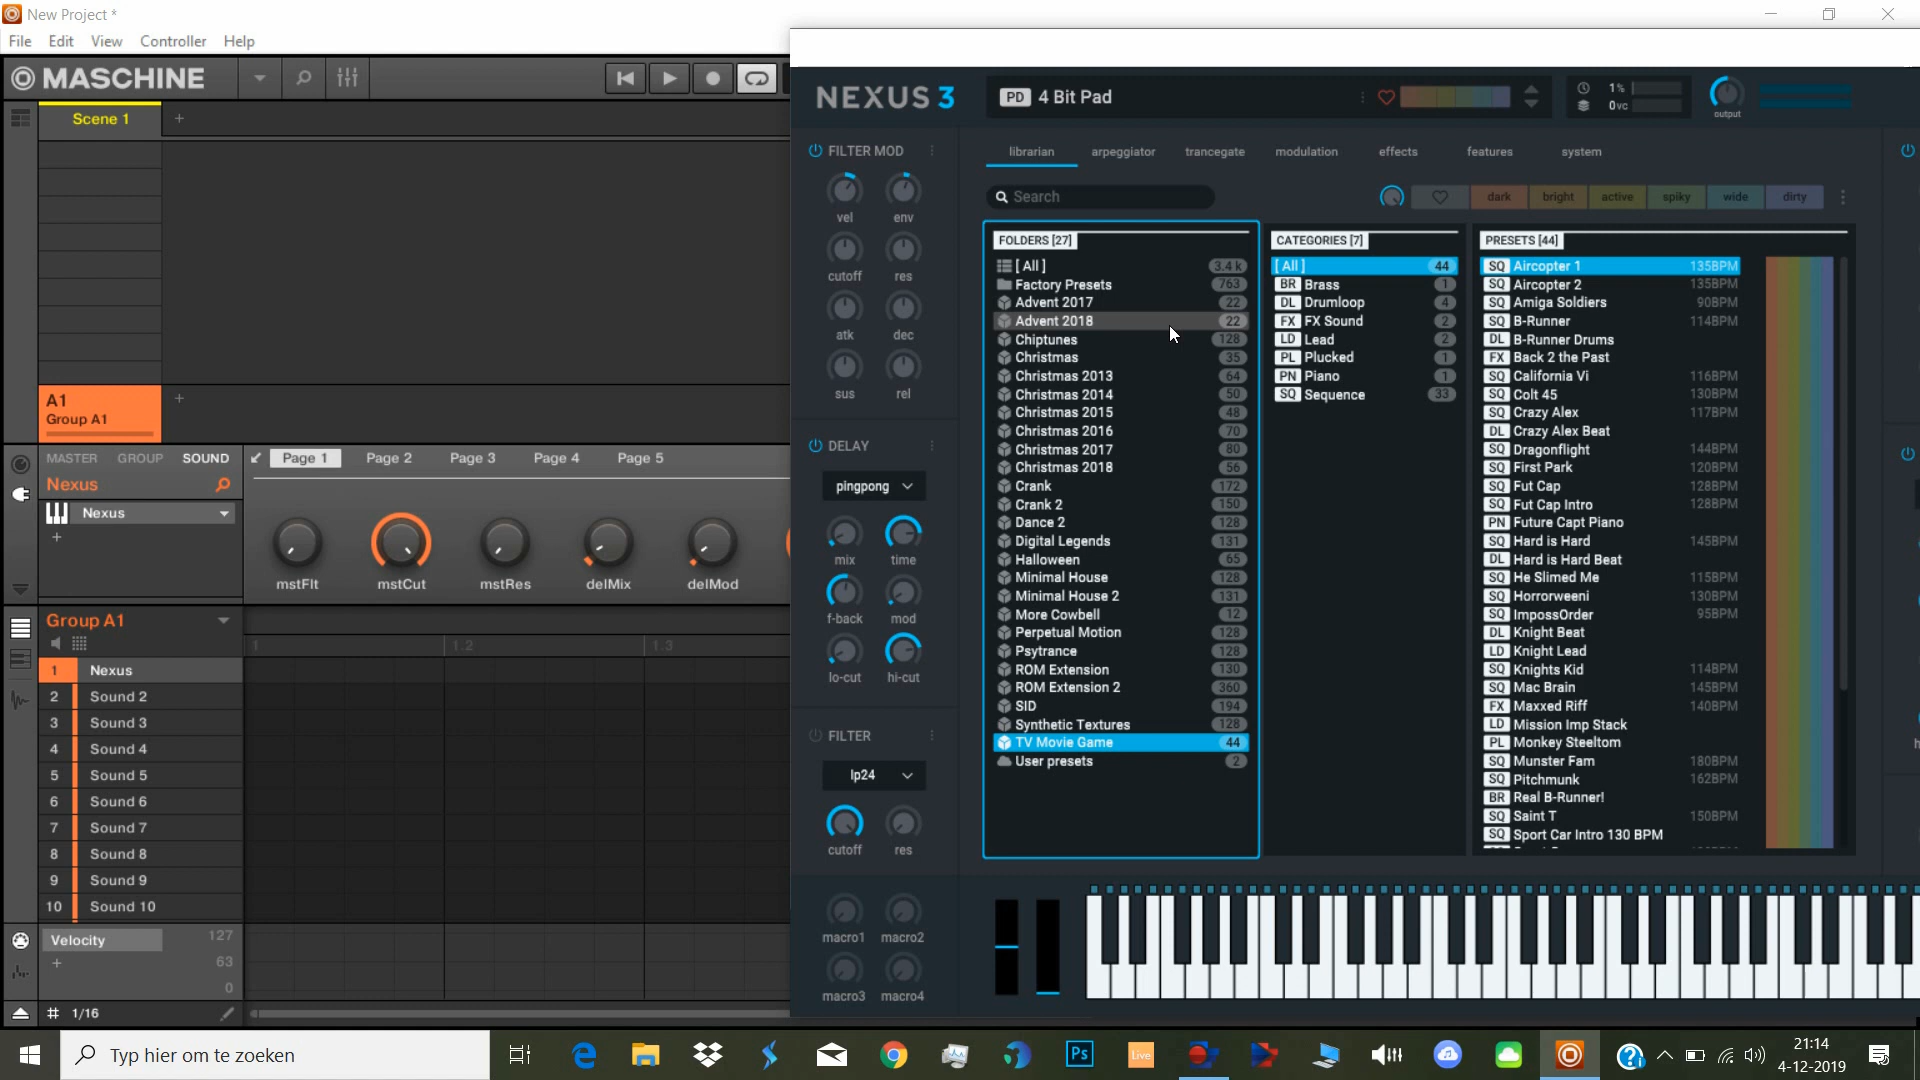 New Project *
File Edit View Controller Help
MASCHINE
Scene 1 +
A1
Group A1
+
MASTER GROUP SOUND
Page 1 Page 2 Page 3 Page 4 Page 5
Nexus
Nexus
+
mstFlt mstCut mstRes delMix delMod
Group A1
1 1.2 1.3
1 Nexus
2 Sound 2
3 Sound 3
4 Sound 4
5 Sound 5
6 Sound 6
7 Sound 7
8 Sound 8
9 Sound 9
10 Sound 10
Velocity 127
+ 63
0
# 1/16
NEXUS 3
PD 4 Bit Pad
1%
0vc
output
librarian arpeggiator trancegate modulation effects features system
Search
dark bright active spiky wide dirty
FILTER MOD
vel env
cutoff res
atk dec
sus rel
DELAY
pingpong
mix time
f-back mod
lo-cut hi-cut
FILTER
lp24
cutoff res
macro1 macro2
macro3 macro4
FOLDERS [27]
[ All ] 3.4 k
Factory Presets 763
Advent 2017 22
Advent 2018 22
Chiptunes 128
Christmas 35
Christmas 2013 64
Christmas 2014 50
Christmas 2015 48
Christmas 2016 70
Christmas 2017 80
Christmas 2018 56
Crank 172
Crank 2 150
Dance 2 128
Digital Legends 131
Halloween 65
Minimal House 128
Minimal House 2 131
More Cowbell 12
Perpetual Motion 128
Psytrance 128
ROM Extension 130
ROM Extension 2 360
SID 194
Synthetic Textures 128
TV Movie Game 44
User presets 2
CATEGORIES [7]
[ All ] 44
BR Brass 1
DL Drumloop 4
FX FX Sound 2
LD Lead 2
PL Plucked 1
PN Piano 1
SQ Sequence 33
PRESETS [44]
SQ Aircopter 1 135BPM
SQ Aircopter 2 135BPM
SQ Amiga Soldiers 90BPM
SQ B-Runner 114BPM
DL B-Runner Drums
FX Back 2 the Past
SQ California Vi 116BPM
SQ Colt 45 130BPM
SQ Crazy Alex 117BPM
DL Crazy Alex Beat
SQ Dragonflight 144BPM
SQ First Park 120BPM
SQ Fut Cap 128BPM
SQ Fut Cap Intro 128BPM
PN Future Capt Piano
SQ Hard is Hard 145BPM
DL Hard is Hard Beat
SQ He Slimed Me 115BPM
SQ Horrorweeni 130BPM
SQ ImpossOrder 95BPM
DL Knight Beat
LD Knight Lead
SQ Knights Kid 114BPM
SQ Mac Brain 145BPM
FX Maxxed Riff 140BPM
LD Mission Imp Stack
PL Monkey Steeltom
SQ Munster Fam 180BPM
SQ Pitchmunk 162BPM
BR Real B-Runner!
SQ Saint T 150BPM
SQ Sport Car Intro 130 BPM
Typ hier om te zoeken
Ps
Live
21:14
4-12-2019